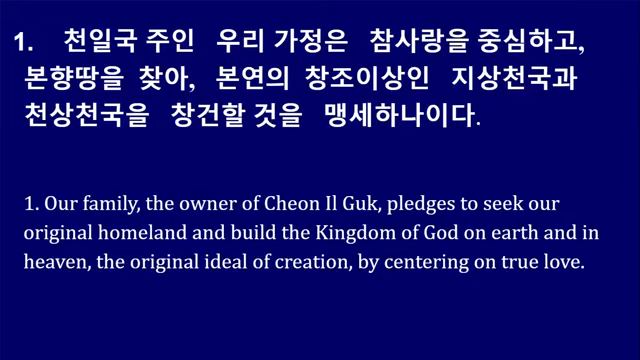 1. 천일국 주인 우리 가정은 참사랑을 중심하고,
본향땅을 찾아, 본연의 창조이상인 지상천국과
천상천국을 창건할 것을 맹세하나이다.
1. Our family, the owner of Cheon Il Guk, pledges to seek our
original homeland and build the Kingdom of God on earth and in
heaven, the original ideal of creation, by centering on true love.